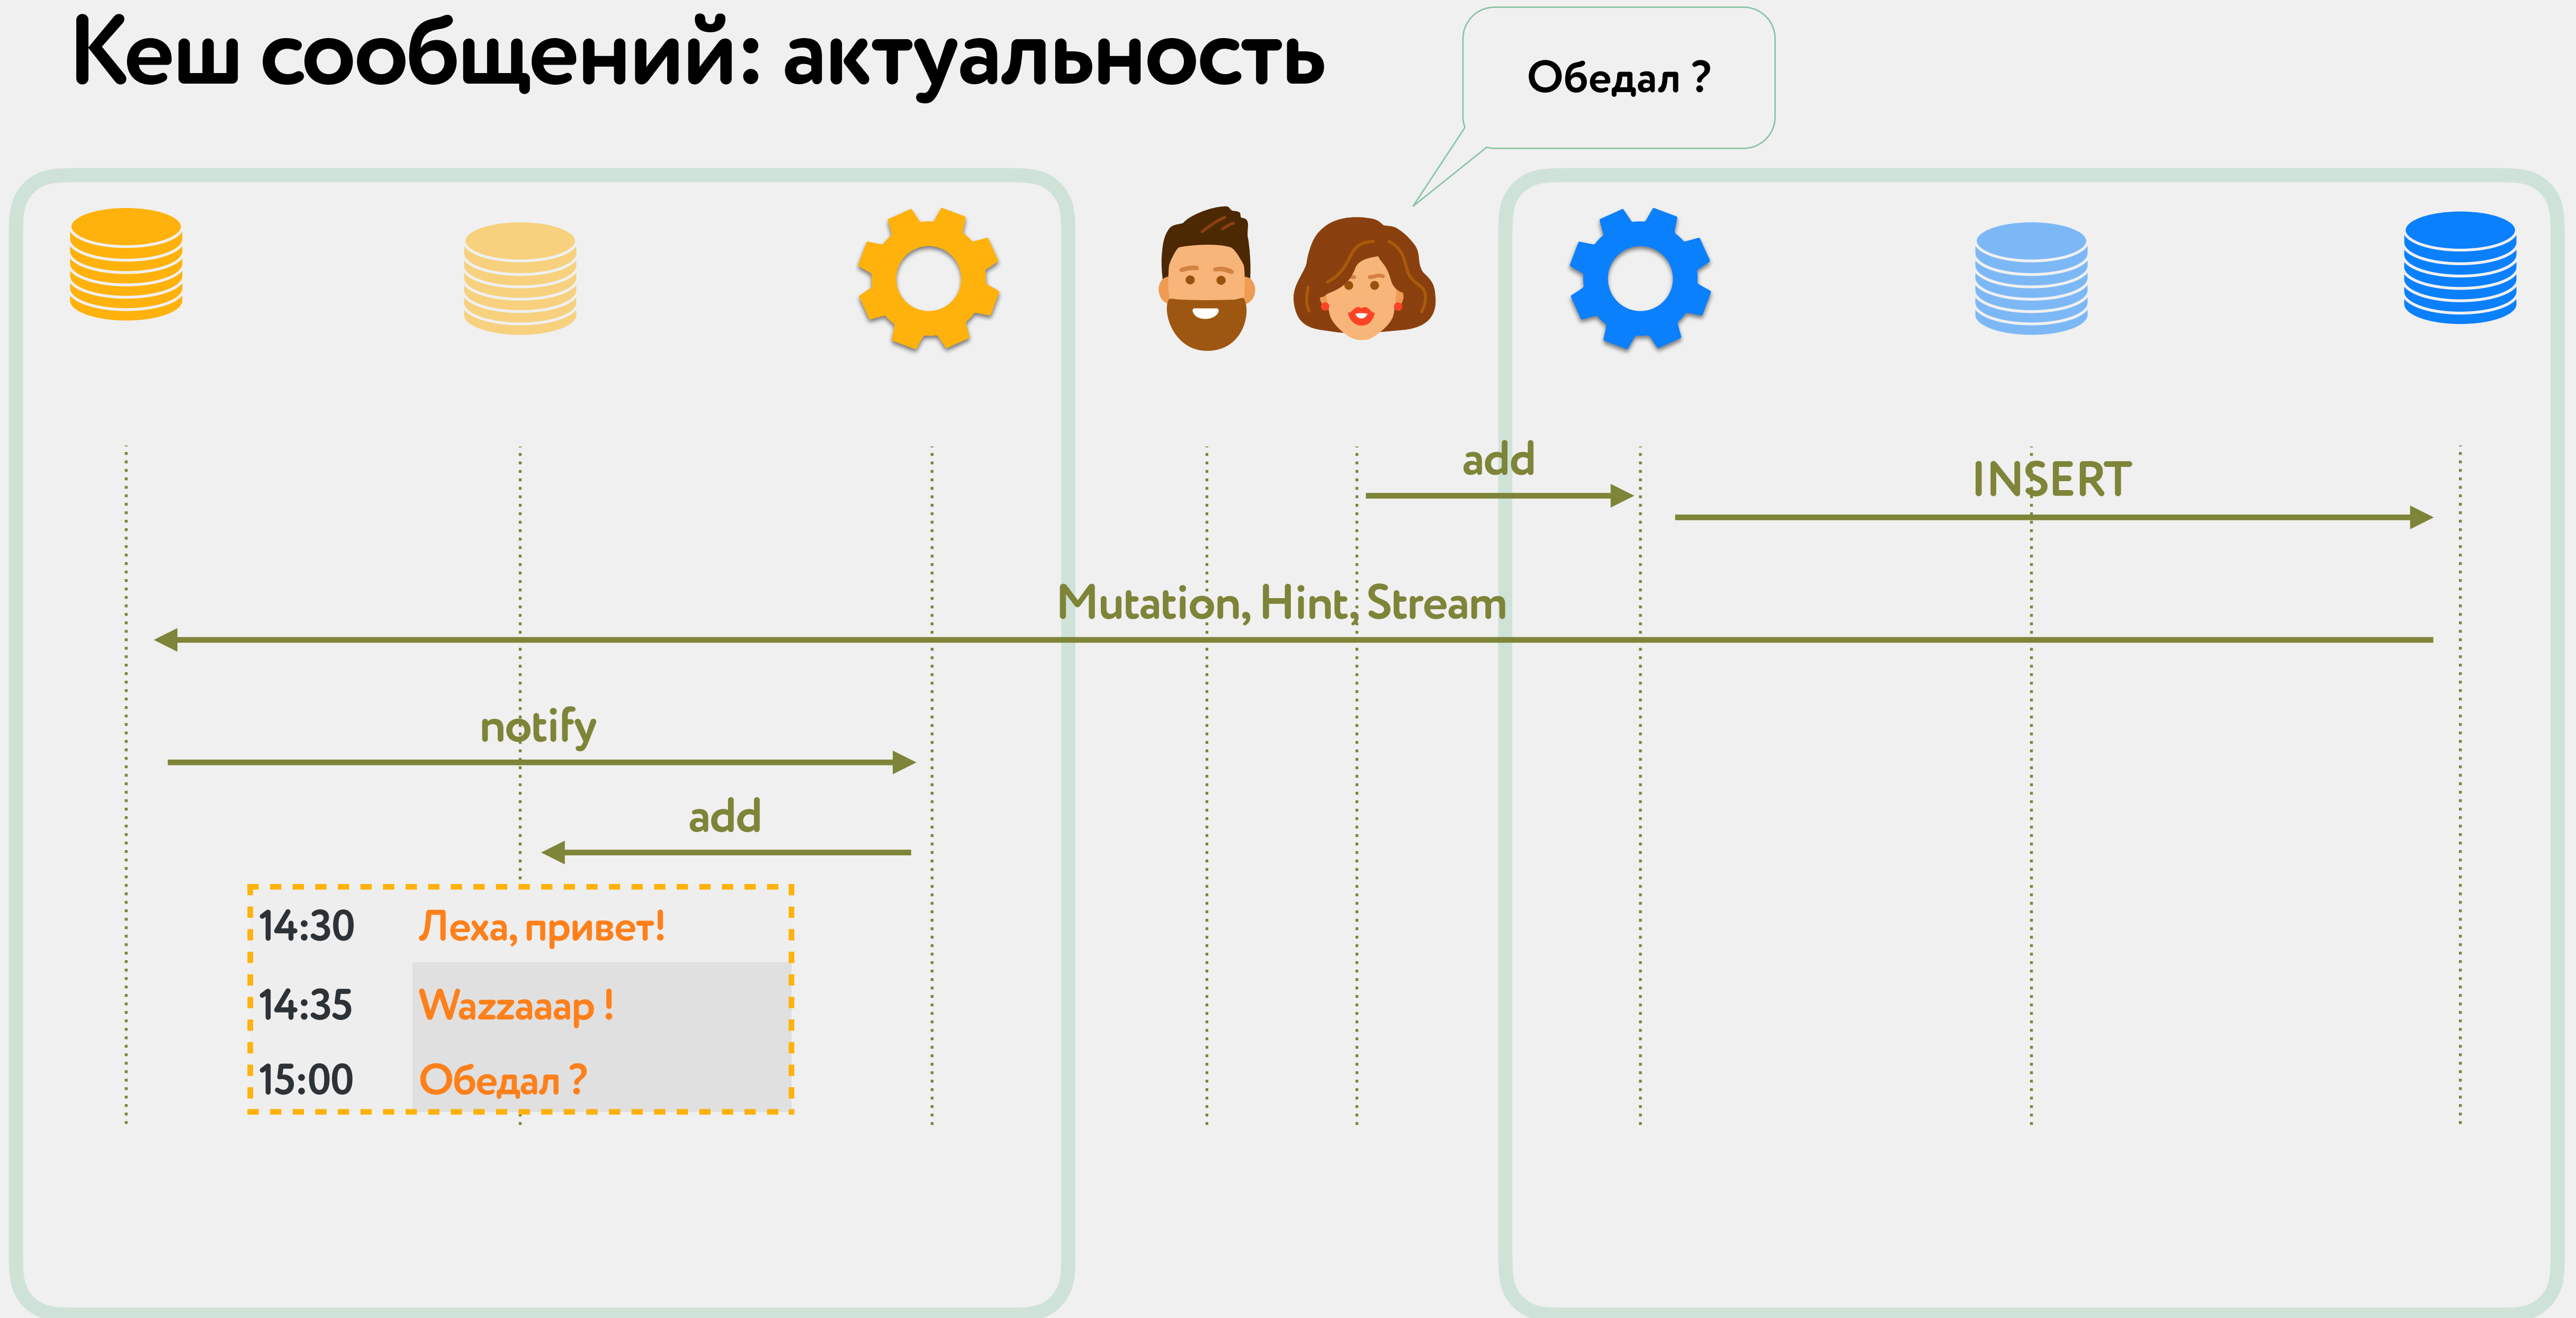 Кеш сообщений: актуальность
Обедал ?
add
INSERT
Mutation, Hint, Stream
notify
add
14:30 Леха, привет!
14:35 Wazzaaap !
15:00 Обедал ?